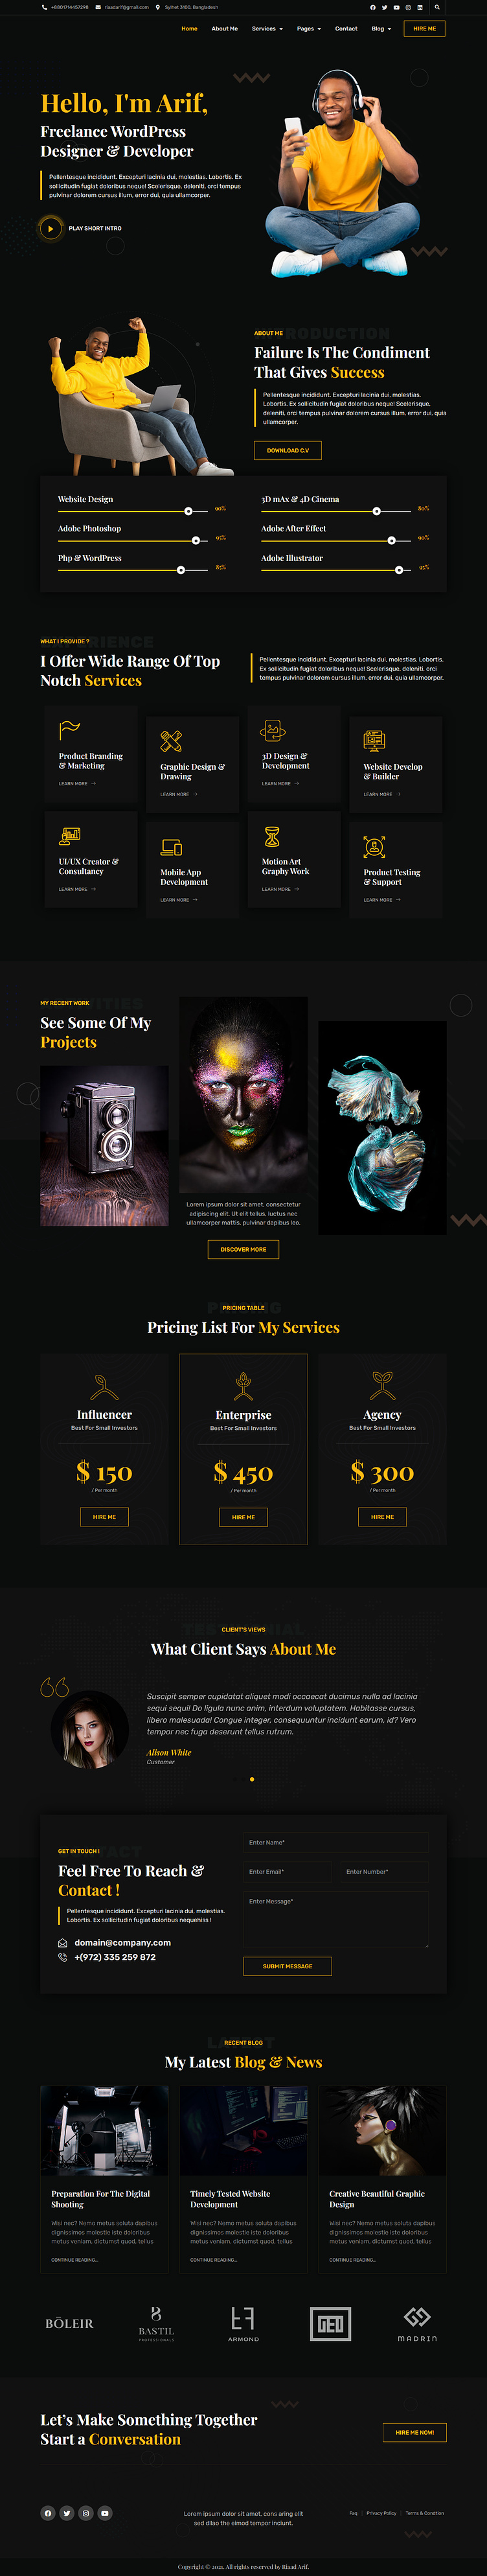 +8801714457298 riaadarif@gmail.com Sylhet 3100, Bangladesh
Home About Me Services Pages Contact Blog HIRE ME
Hello, I'm Arif,
Freelance WordPress
Designer & Developer
Pellentesque incididunt. Excepturi lacinia dui, molestias. Lobortis. Ex
sollicitudin fugiat doloribus neque! Scelerisque, deleniti, orci tempus
pulvinar dolorem cursus illum, error dui, quia ullamcorper.
PLAY SHORT INTRO
INTRODUCTION
ABOUT ME
Failure Is The Condiment
That Gives Success
Pellentesque incididunt. Excepturi lacinia dui, molestias.
Lobortis. Ex sollicitudin fugiat doloribus neque! Scelerisque,
deleniti, orci tempus pulvinar dolorem cursus illum, error dui, quia
ullamcorper.
DOWNLOAD C.V
Website Design 90%
Adobe Photoshop 95%
Php & WordPress 85%
3D mAx & 4D Cinema 80%
Adobe After Effect 90%
Adobe Illustrator 95%
WHAT I PROVIDE ?
I Offer Wide Range Of Top
Notch Services
Pellentesque incididunt. Excepturi lacinia dui, molestias. Lobortis.
Ex sollicitudin fugiat doloribus neque! Scelerisque, deleniti, orci
tempus pulvinar dolorem cursus illum, error dui, quia ullamcorper.
Product Branding
& Marketing
LEARN MORE
Graphic Design &
Drawing
LEARN MORE
3D Design &
Development
LEARN MORE
Website Develop
& Builder
LEARN MORE
UI/UX Creator &
Consultancy
LEARN MORE
Mobile App
Development
LEARN MORE
Motion Art
Graphy Work
LEARN MORE
Product Testing
& Support
LEARN MORE
MY RECENT WORK
See Some Of My
Projects
Lorem ipsum dolor sit amet, consectetur
adipiscing elit. Ut elit tellus, luctus nec
ullamcorper mattis, pulvinar dapibus leo.
DISCOVER MORE
PRICING TABLE
Pricing List For My Services
Influencer
Best For Small Investors
$ 150
/ Per month
HIRE ME
Enterprise
Best For Small Investors
$ 450
/ Per month
HIRE ME
Agency
Best For Small Investors
$ 300
/ Per month
HIRE ME
CLIENT'S VIEWS
What Client Says About Me
Suscipit semper cupidatat aliquet modi occaecat ducimus nulla ad lacinia
sequi sequi! Do ligula nunc anim, interdum voluptatem. Habitasse cursus,
libero malesuada! Congue integer, consequuntur incidunt earum, id? Vero
tempor nec fuga deserunt tellus rutrum.
Alison White
Customer
GET IN TOUCH !
Feel Free To Reach &
Contact !
Pellentesque incididunt. Excepturi lacinia dui, molestias.
Lobortis. Ex sollicitudin fugiat doloribus nequehiss !
domain@company.com
+(972) 335 259 872
Enter Name*
Enter Email* Enter Number*
Enter Message*
SUBMIT MESSAGE
RECENT BLOG
My Latest Blog & News
Preparation For The Digital
Shooting
Wisi nec? Nemo metus soluta dapibus
dignissimos molestie iste doloribus
metus veniam, dictumst quod, tellus
CONTINUE READING...
Timely Tested Website
Development
Wisi nec? Nemo metus soluta dapibus
dignissimos molestie iste doloribus
metus veniam, dictumst quod, tellus
CONTINUE READING...
Creative Beautiful Graphic
Design
Wisi nec? Nemo metus soluta dapibus
dignissimos molestie iste doloribus
metus veniam, dictumst quod, tellus
CONTINUE READING...
BŌLEIR
BASTIL
PROFESSIONALS
ARMOND
GEO
MADRIN
Let's Make Something Together
Start a Conversation
HIRE ME NOW!
Lorem ipsum dolor sit amet, cons aring elit
sed dliao the eimod tempor inciunt.
Faq Privacy Policy Terms & Condtion
Copyright © 2021. All rights reserved by Riaad Arif.